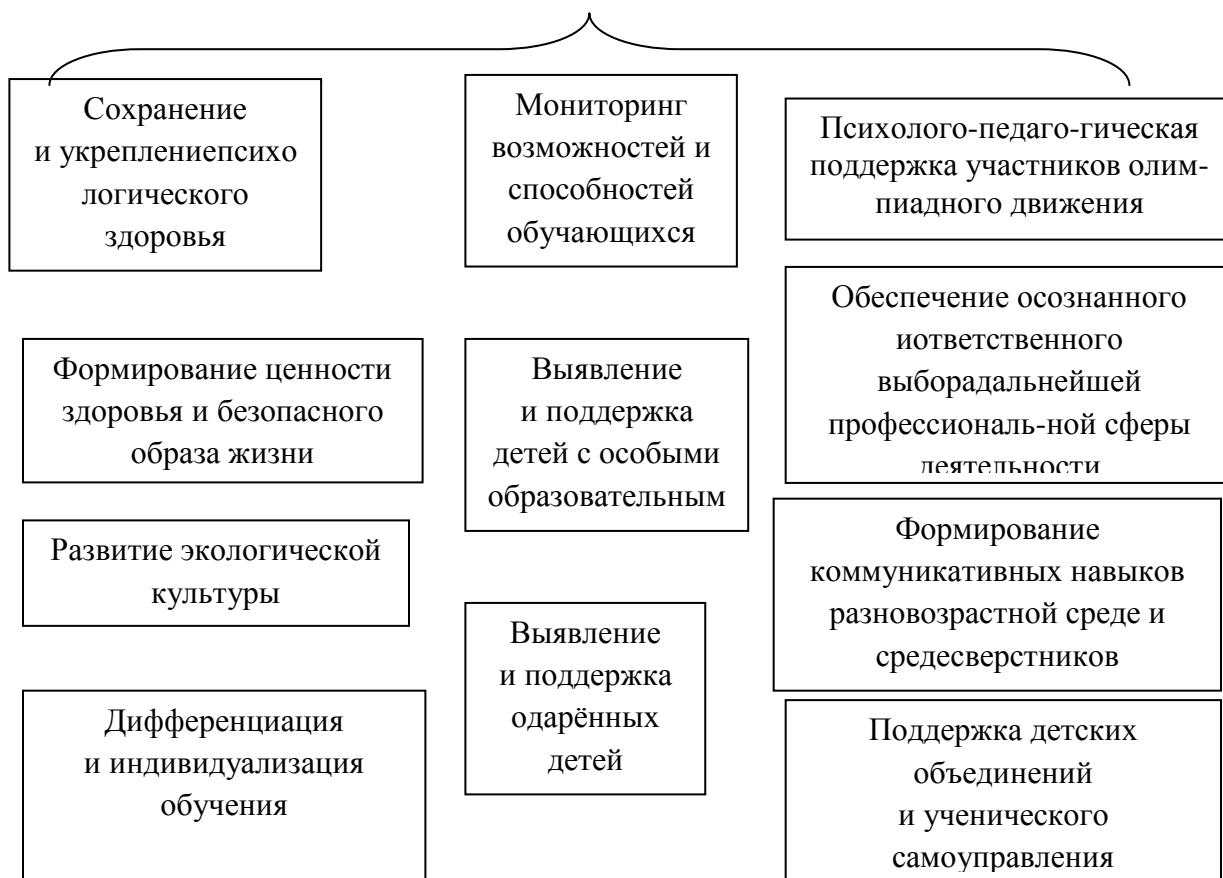 Сохранение
и укреплениепсихо
логического
здоровья
Формирование ценности
здоровья и безопасного
образа жизни
Развитие экологической
культуры
Дифференциация
и индивидуализация
обучения
Мониторинг
возможностей и
способностей
обучающихся
Выявление
и поддержка
детей с особыми
образовательным
Выявление
и поддержка
одарённых
детей
Психолого-педаго-гическая
поддержка участников олим-
пиадного движения
Обеспечение осознанного
иответственного
выборадальнейшей
профессиональ-ной сферы
деятельности
Формирование
коммуникативных навыков
разновозрастной среде и
средесверстников
Поддержка детских
объединений
и ученического
самоуправления